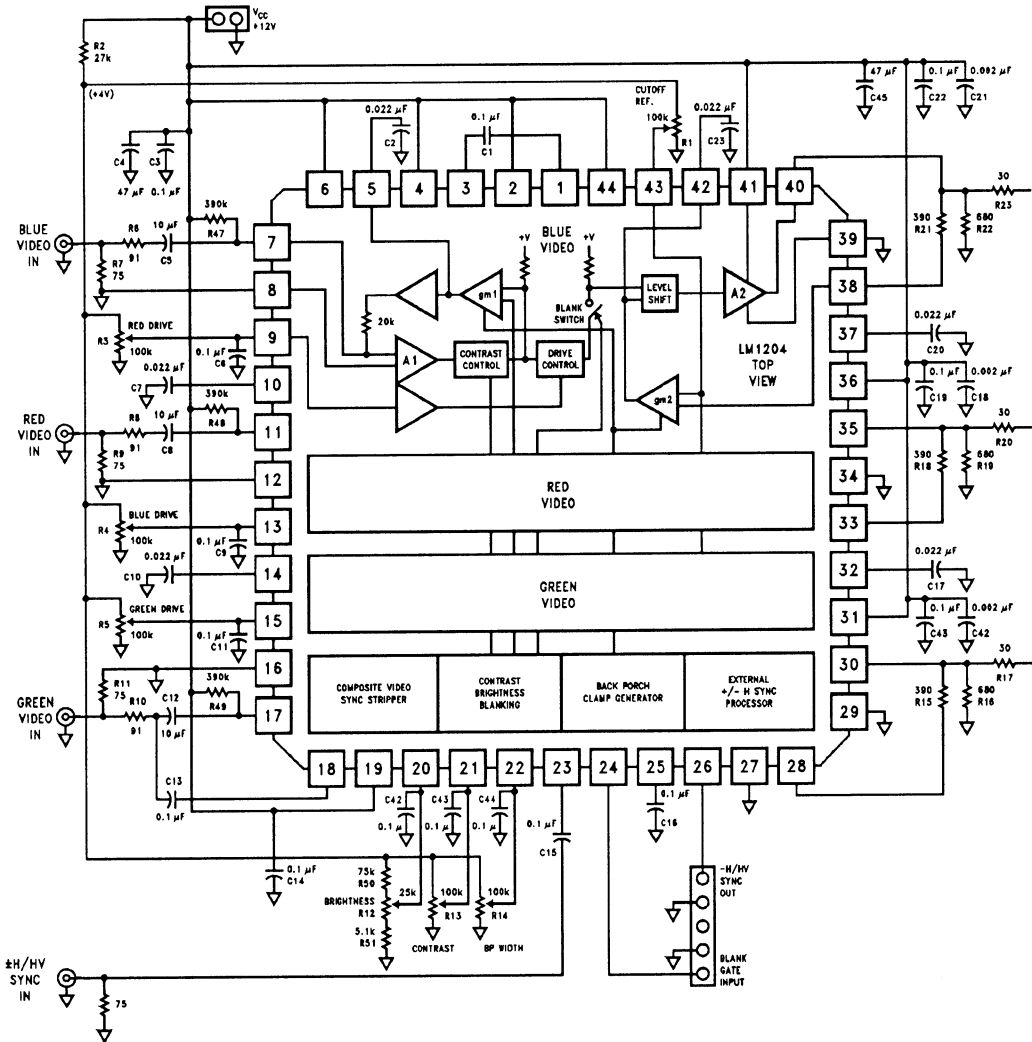 VCC
+12V
R2
27k
(+4V)
C4
47 µF
C3
0.1 µF
0.022 µF
C2
0.1 µF
C1
CUTOFF
REF.
100k
R1
0.022 µF
C23
47 µF
C45
0.1 µF
C22
0.002 µF
C21
6
5
4
3
2
1
44
43
42
41
40
30
R23
390
R21
680
R22
BLUE
VIDEO
IN
R6
91
10 µF
C5
390k
R47
R7
75
7
8
9
10
11
12
13
14
15
16
17
R3
RED DRIVE
100k
0.1 µF
C6
0.022 µF
C7
390k
R48
RED
VIDEO
IN
R8
91
10 µF
C8
R9
75
BLUE DRIVE
R4
100k
0.1 µF
C9
0.022 µF
C10
GREEN DRIVE
R5
100k
0.1 µF
C11
R11
75
390k
R49
GREEN
VIDEO
IN
R10
91
C12
10 µF
C13
0.1 µF
+V
BLUE
VIDEO
+V
gm1
20k
A1
CONTRAST
CONTROL
DRIVE
CONTROL
BLANK
SWITCH
LEVEL
SHIFT
A2
gm2
LM1204
TOP
VIEW
RED
VIDEO
GREEN
VIDEO
COMPOSITE VIDEO
SYNC STRIPPER
CONTRAST
BRIGHTNESS
BLANKING
BACK PORCH
CLAMP GENERATOR
EXTERNAL
+/- H SYNC
PROCESSOR
39
38
37
36
35
34
33
32
31
30
29
0.022 µF
C20
0.1 µF
C19
0.002 µF
C18
30
R20
390
R18
680
R19
0.022 µF
C17
0.1 µF
C43
0.002 µF
C42
30
R17
390
R15
680
R16
18
19
20
21
22
23
24
25
26
27
28
C42
0.1 µ
C43
0.1 µ
C44
0.1 µ
0.1 µF
C15
0.1 µF
C16
0.1 µF
C14
75k
R50
BRIGHTNESS
R12
25k
5.1k
R51
100k
R13
CONTRAST
100k
R14
BP WIDTH
-H/HV
SYNC
OUT
BLANK
GATE
INPUT
±H/HV
SYNC
IN
75